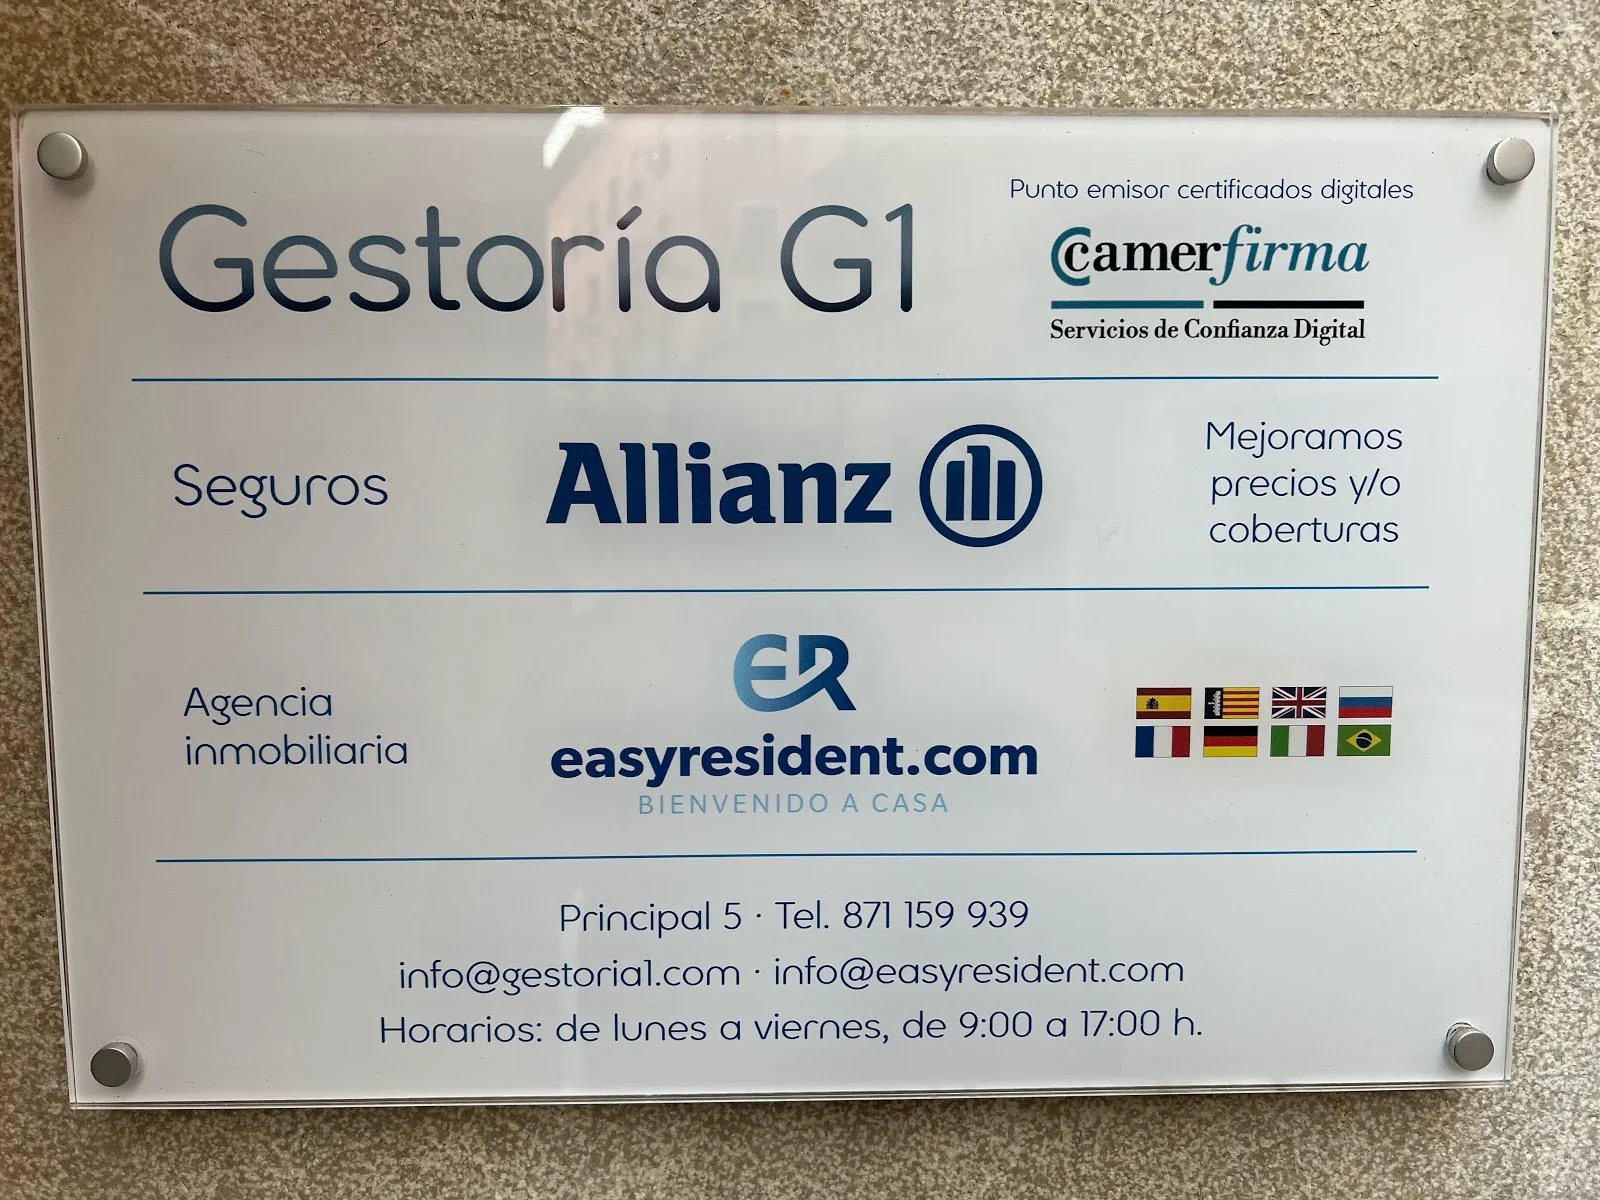 Gestoría G1
Punto emisor certificados digitales
camerfirma
Servicios de Confianza Digital
Seguros
Allianz
Mejoramos
precios y/o
coberturas
Agencia
inmobiliaria
ER
easyresident.com
BIENVENIDO A CASA
Principal 5 · Tel. 871 159 939
info@gestoria1.com · info@easyresident.com
Horarios: de lunes a viernes, de 9:00 a 17:00 h.